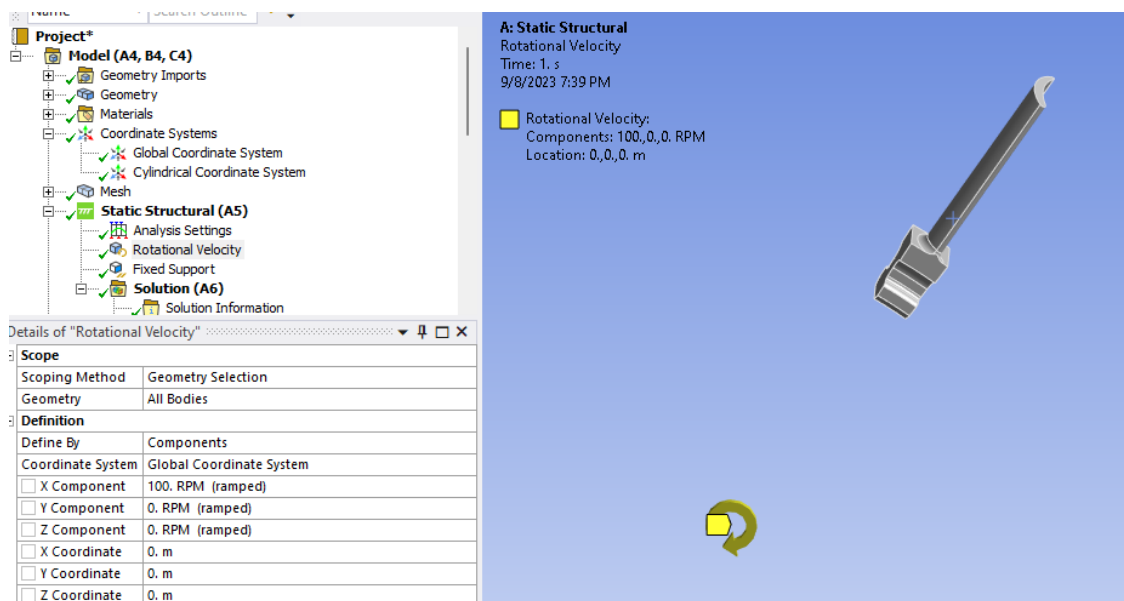 Name
Search Outline
Project*
Model (A4, B4, C4)
Geometry Imports
Geometry
Materials
Coordinate Systems
Global Coordinate System
Cylindrical Coordinate System
Mesh
Static Structural (A5)
Analysis Settings
Rotational Velocity
Fixed Support
Solution (A6)
Solution Information
Details of "Rotational Velocity"
Scope
Scoping Method Geometry Selection
Geometry All Bodies
Definition
Define By Components
Coordinate System Global Coordinate System
X Component 100. RPM (ramped)
Y Component 0. RPM (ramped)
Z Component 0. RPM (ramped)
X Coordinate 0. m
Y Coordinate 0. m
Z Coordinate 0. m
A: Static Structural
Rotational Velocity
Time: 1. s
9/8/2023 7:39 PM
Rotational Velocity:
Components: 100.,0.,0. RPM
Location: 0.,0.,0. m